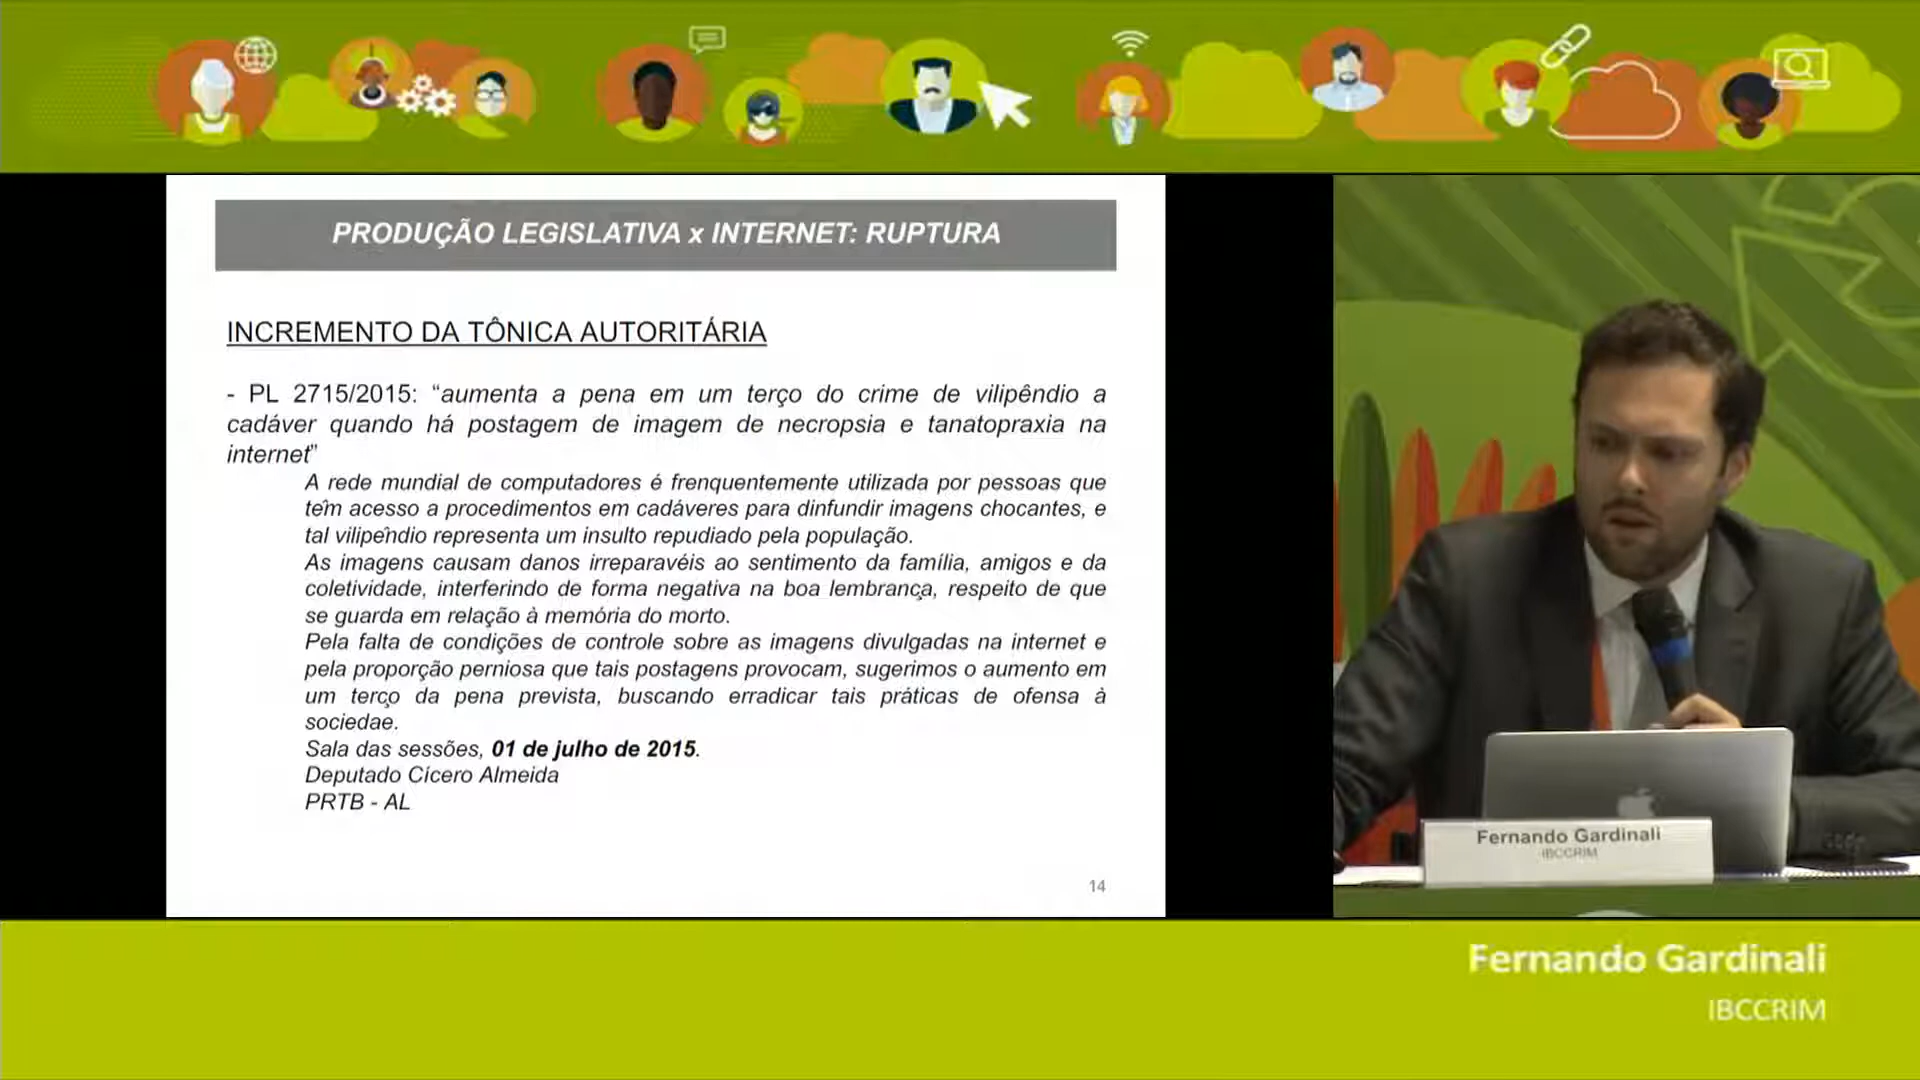 PRODUÇÃO LEGISLATIVA x INTERNET: RUPTURA
INCREMENTO DA TÔNICA AUTORITÁRIA
- PL 2715/2015: “aumenta a pena em um terço do crime de vilipêndio a
cadáver quando há postagem de imagem de necropsia e tanatopraxia na
internet”
A rede mundial de computadores é frenquentemente utilizada por pessoas que
têm acesso a procedimentos em cadáveres para dinfundir imagens chocantes, e
tal vilipêndio representa um insulto repudiado pela população.
As imagens causam danos irreparavéis ao sentimento da família, amigos e da
coletividade, interferindo de forma negativa na boa lembrança, respeito de que
se guarda em relação à memória do morto.
Pela falta de condições de controle sobre as imagens divulgadas na internet e
pela proporção perniosa que tais postagens provocam, sugerimos o aumento em
um terço da pena prevista, buscando erradicar tais práticas de ofensa à
sociedae.
Sala das sessões, 01 de julho de 2015.
Deputado Cícero Almeida
PRTB - AL
14
Fernando Gardinali
IBCCRIM
Fernando Gardinali
IBCCRIM